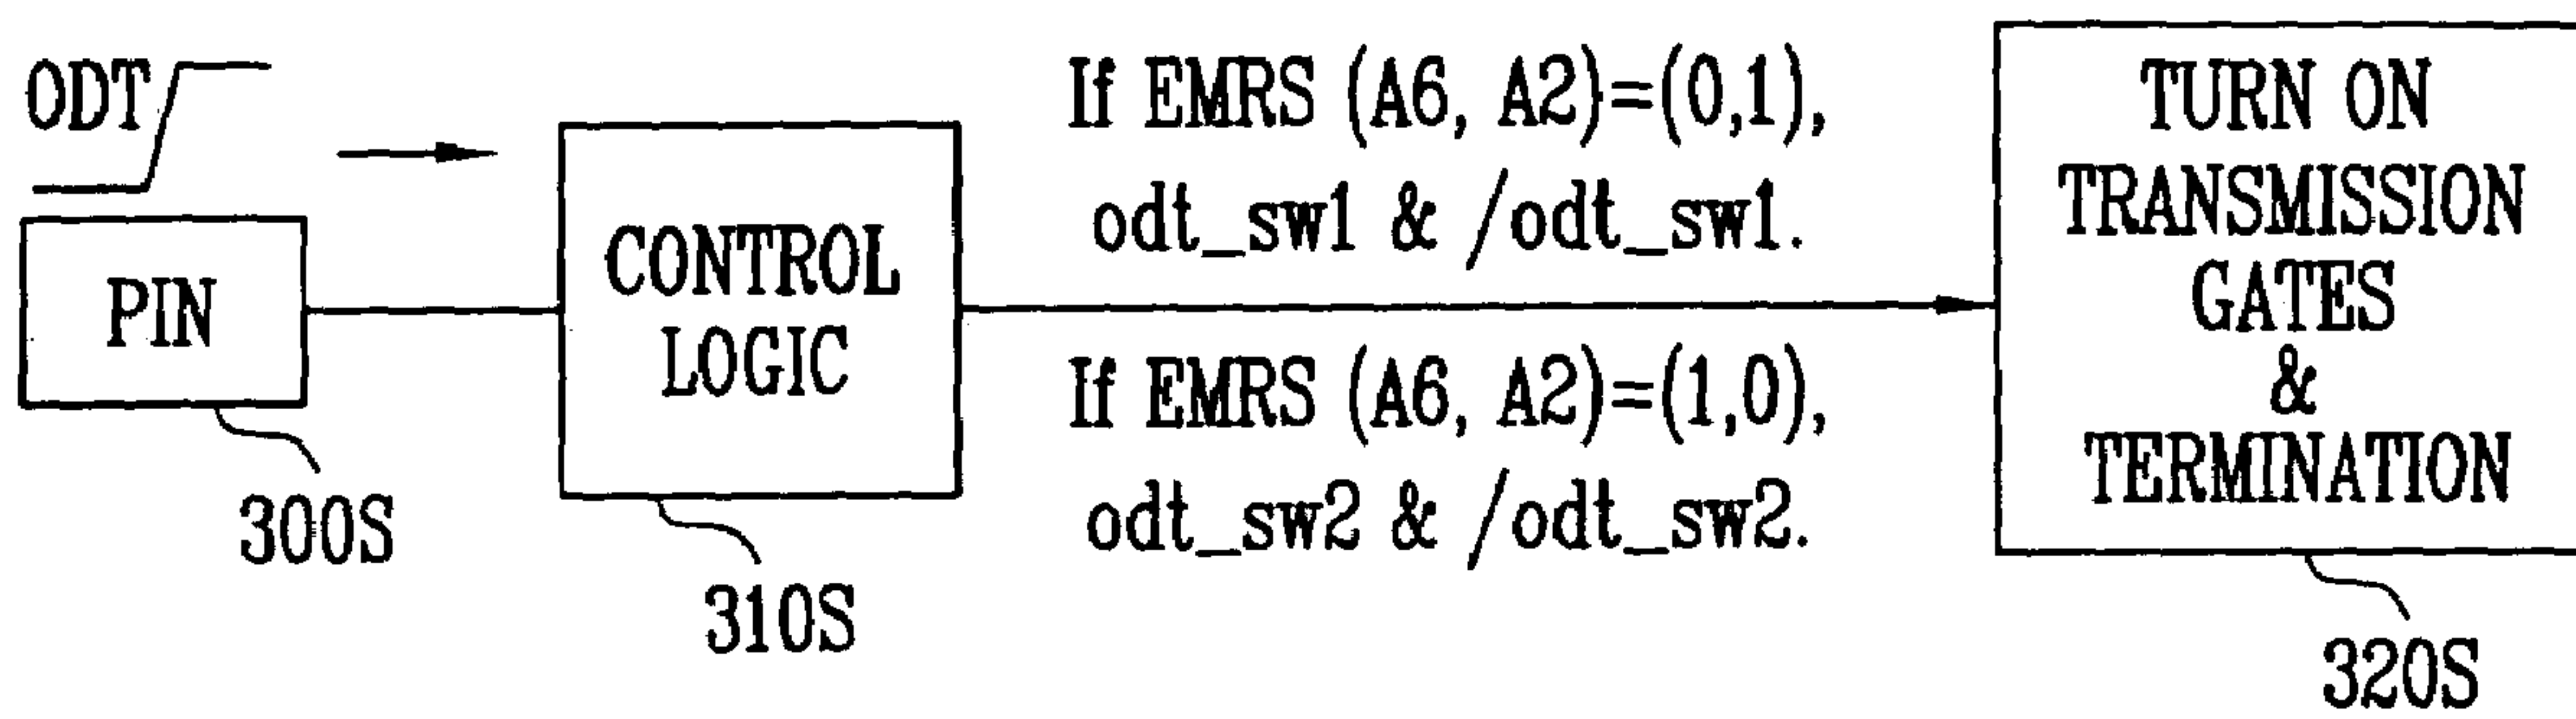 ODT
PIN
300S
CONTROL
LOGIC
310S
If EMRS (A6, A2)=(0,1),
odt_sw1 & /odt_sw1.
If EMRS (A6, A2)=(1,0),
odt_sw2 & /odt_sw2.
TURN ON
TRANSMISSION
GATES
&
TERMINATION
320S